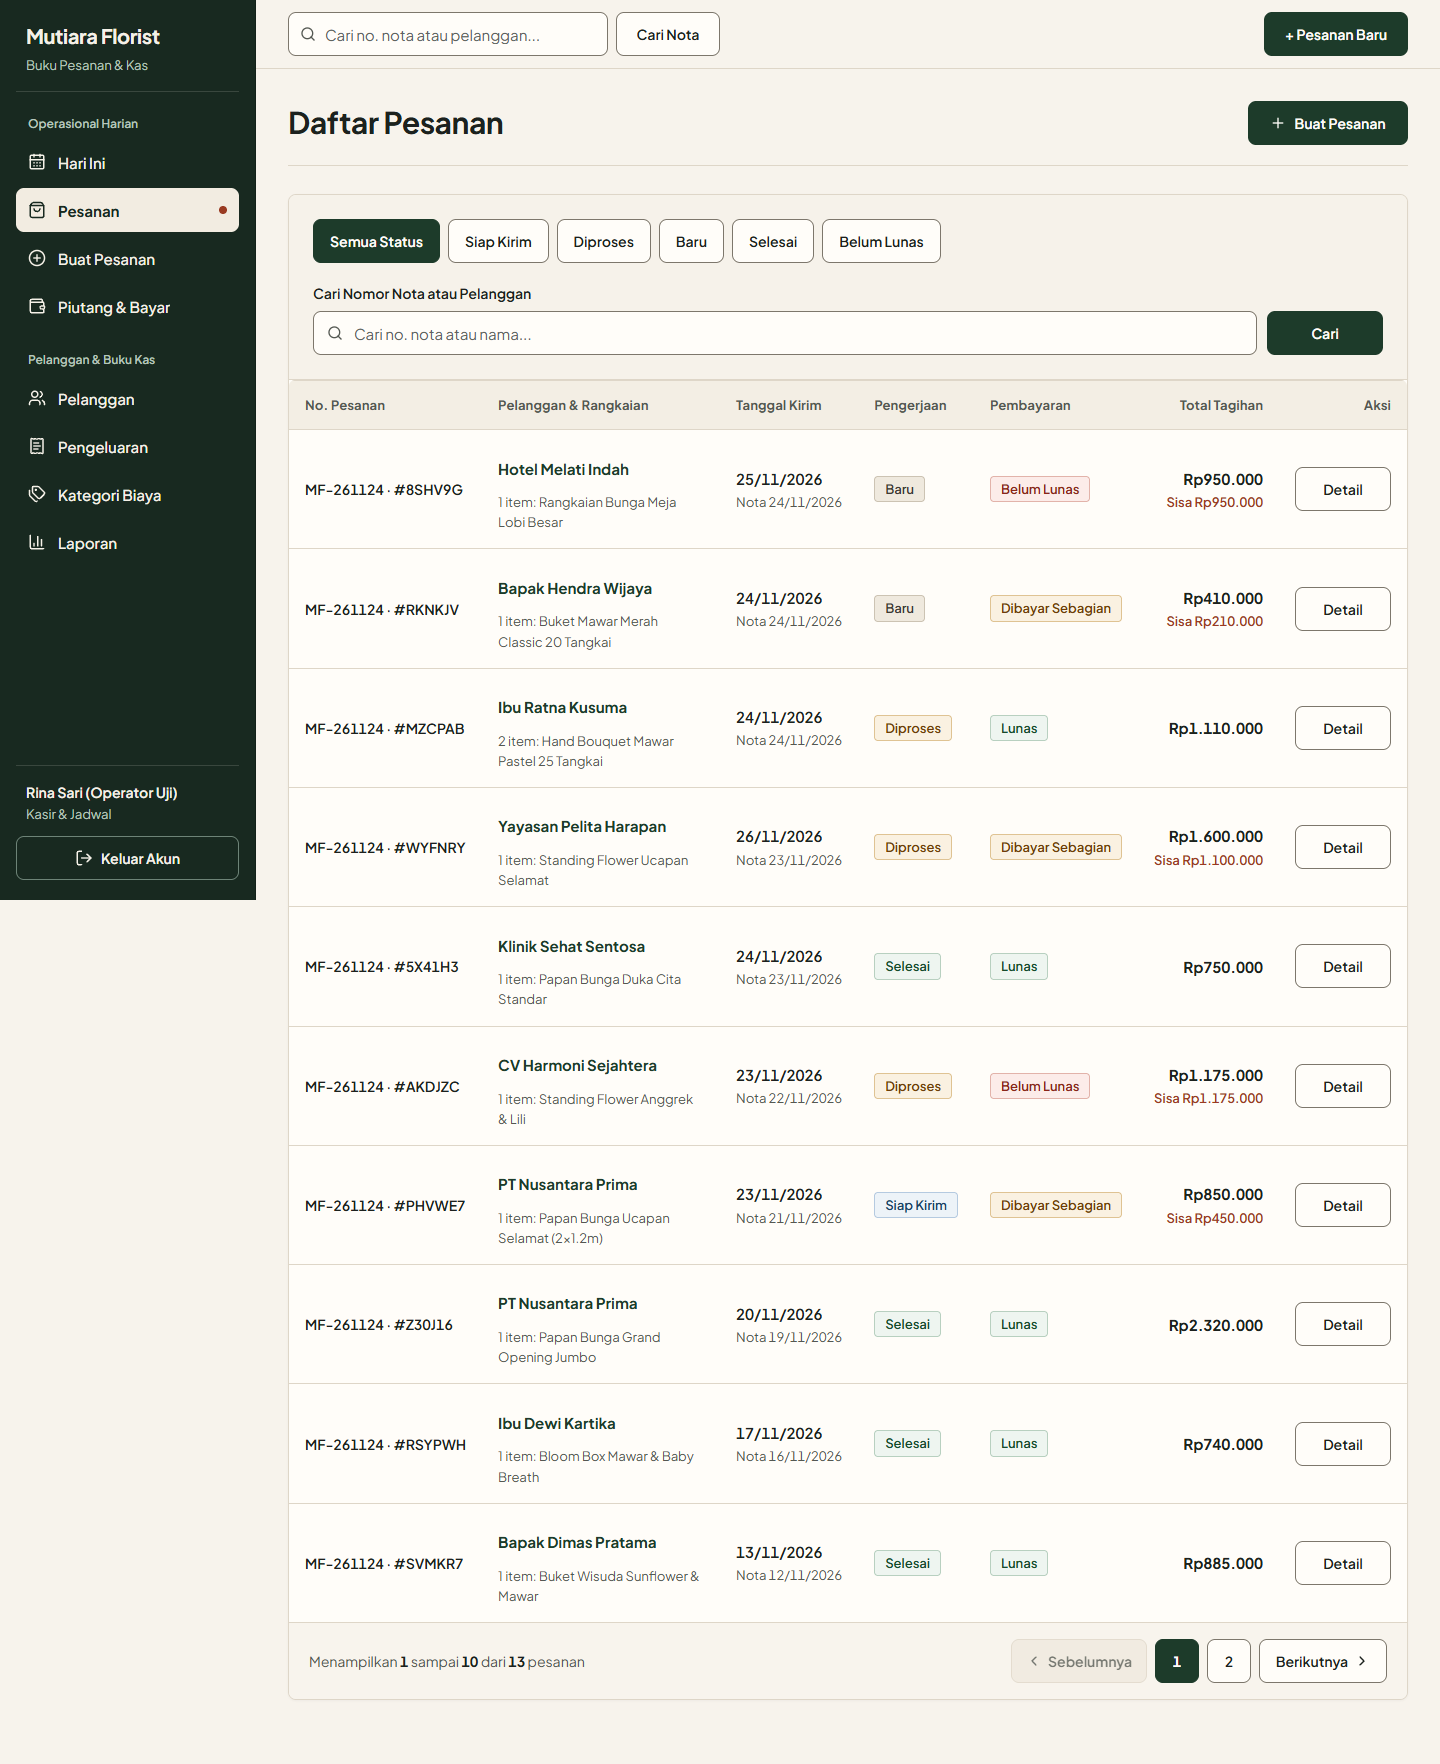 Mutiara Florist
Buku Pesanan & Kas
Operasional Harian
Hari Ini
Pesanan
Buat Pesanan
Piutang & Bayar
Pelanggan & Buku Kas
Pelanggan
Pengeluaran
Kategori Biaya
Laporan
Rina Sari (Operator Uji)
Kasir & Jadwal
Keluar Akun
Cari no. nota atau pelanggan...
Cari Nota
+ Pesanan Baru
Daftar Pesanan
Buat Pesanan
Semua Status
Siap Kirim
Diproses
Baru
Selesai
Belum Lunas
Cari Nomor Nota atau Pelanggan
Cari no. nota atau nama...
Cari
No. Pesanan
Pelanggan & Rangkaian
Tanggal Kirim
Pengerjaan
Pembayaran
Total Tagihan
Aksi
MF-261124 · #8SHV9G
Hotel Melati Indah
1 item: Rangkaian Bunga Meja
Lobi Besar
25/11/2026
Nota 24/11/2026
Baru
Belum Lunas
Rp950.000
Sisa Rp950.000
Detail
MF-261124 · #RKNKJV
Bapak Hendra Wijaya
1 item: Buket Mawar Merah
Classic 20 Tangkai
24/11/2026
Nota 24/11/2026
Baru
Dibayar Sebagian
Rp410.000
Sisa Rp210.000
Detail
MF-261124 · #MZCPAB
Ibu Ratna Kusuma
2 item: Hand Bouquet Mawar
Pastel 25 Tangkai
24/11/2026
Nota 24/11/2026
Diproses
Lunas
Rp1.110.000
Detail
MF-261124 · #WYFNRY
Yayasan Pelita Harapan
1 item: Standing Flower Ucapan
Selamat
26/11/2026
Nota 23/11/2026
Diproses
Dibayar Sebagian
Rp1.600.000
Sisa Rp1.100.000
Detail
MF-261124 · #5X41H3
Klinik Sehat Sentosa
1 item: Papan Bunga Duka Cita
Standar
24/11/2026
Nota 23/11/2026
Selesai
Lunas
Rp750.000
Detail
MF-261124 · #AKDJZC
CV Harmoni Sejahtera
1 item: Standing Flower Anggrek
& Lili
23/11/2026
Nota 22/11/2026
Diproses
Belum Lunas
Rp1.175.000
Sisa Rp1.175.000
Detail
MF-261124 · #PHVWE7
PT Nusantara Prima
1 item: Papan Bunga Ucapan
Selamat (2×1.2m)
23/11/2026
Nota 21/11/2026
Siap Kirim
Dibayar Sebagian
Rp850.000
Sisa Rp450.000
Detail
MF-261124 · #Z30J16
PT Nusantara Prima
1 item: Papan Bunga Grand
Opening Jumbo
20/11/2026
Nota 19/11/2026
Selesai
Lunas
Rp2.320.000
Detail
MF-261124 · #RSYPWH
Ibu Dewi Kartika
1 item: Bloom Box Mawar & Baby
Breath
17/11/2026
Nota 16/11/2026
Selesai
Lunas
Rp740.000
Detail
MF-261124 · #SVMKR7
Bapak Dimas Pratama
1 item: Buket Wisuda Sunflower &
Mawar
13/11/2026
Nota 12/11/2026
Selesai
Lunas
Rp885.000
Detail
Menampilkan 1 sampai 10 dari 13 pesanan
Sebelumnya
1
2
Berikutnya